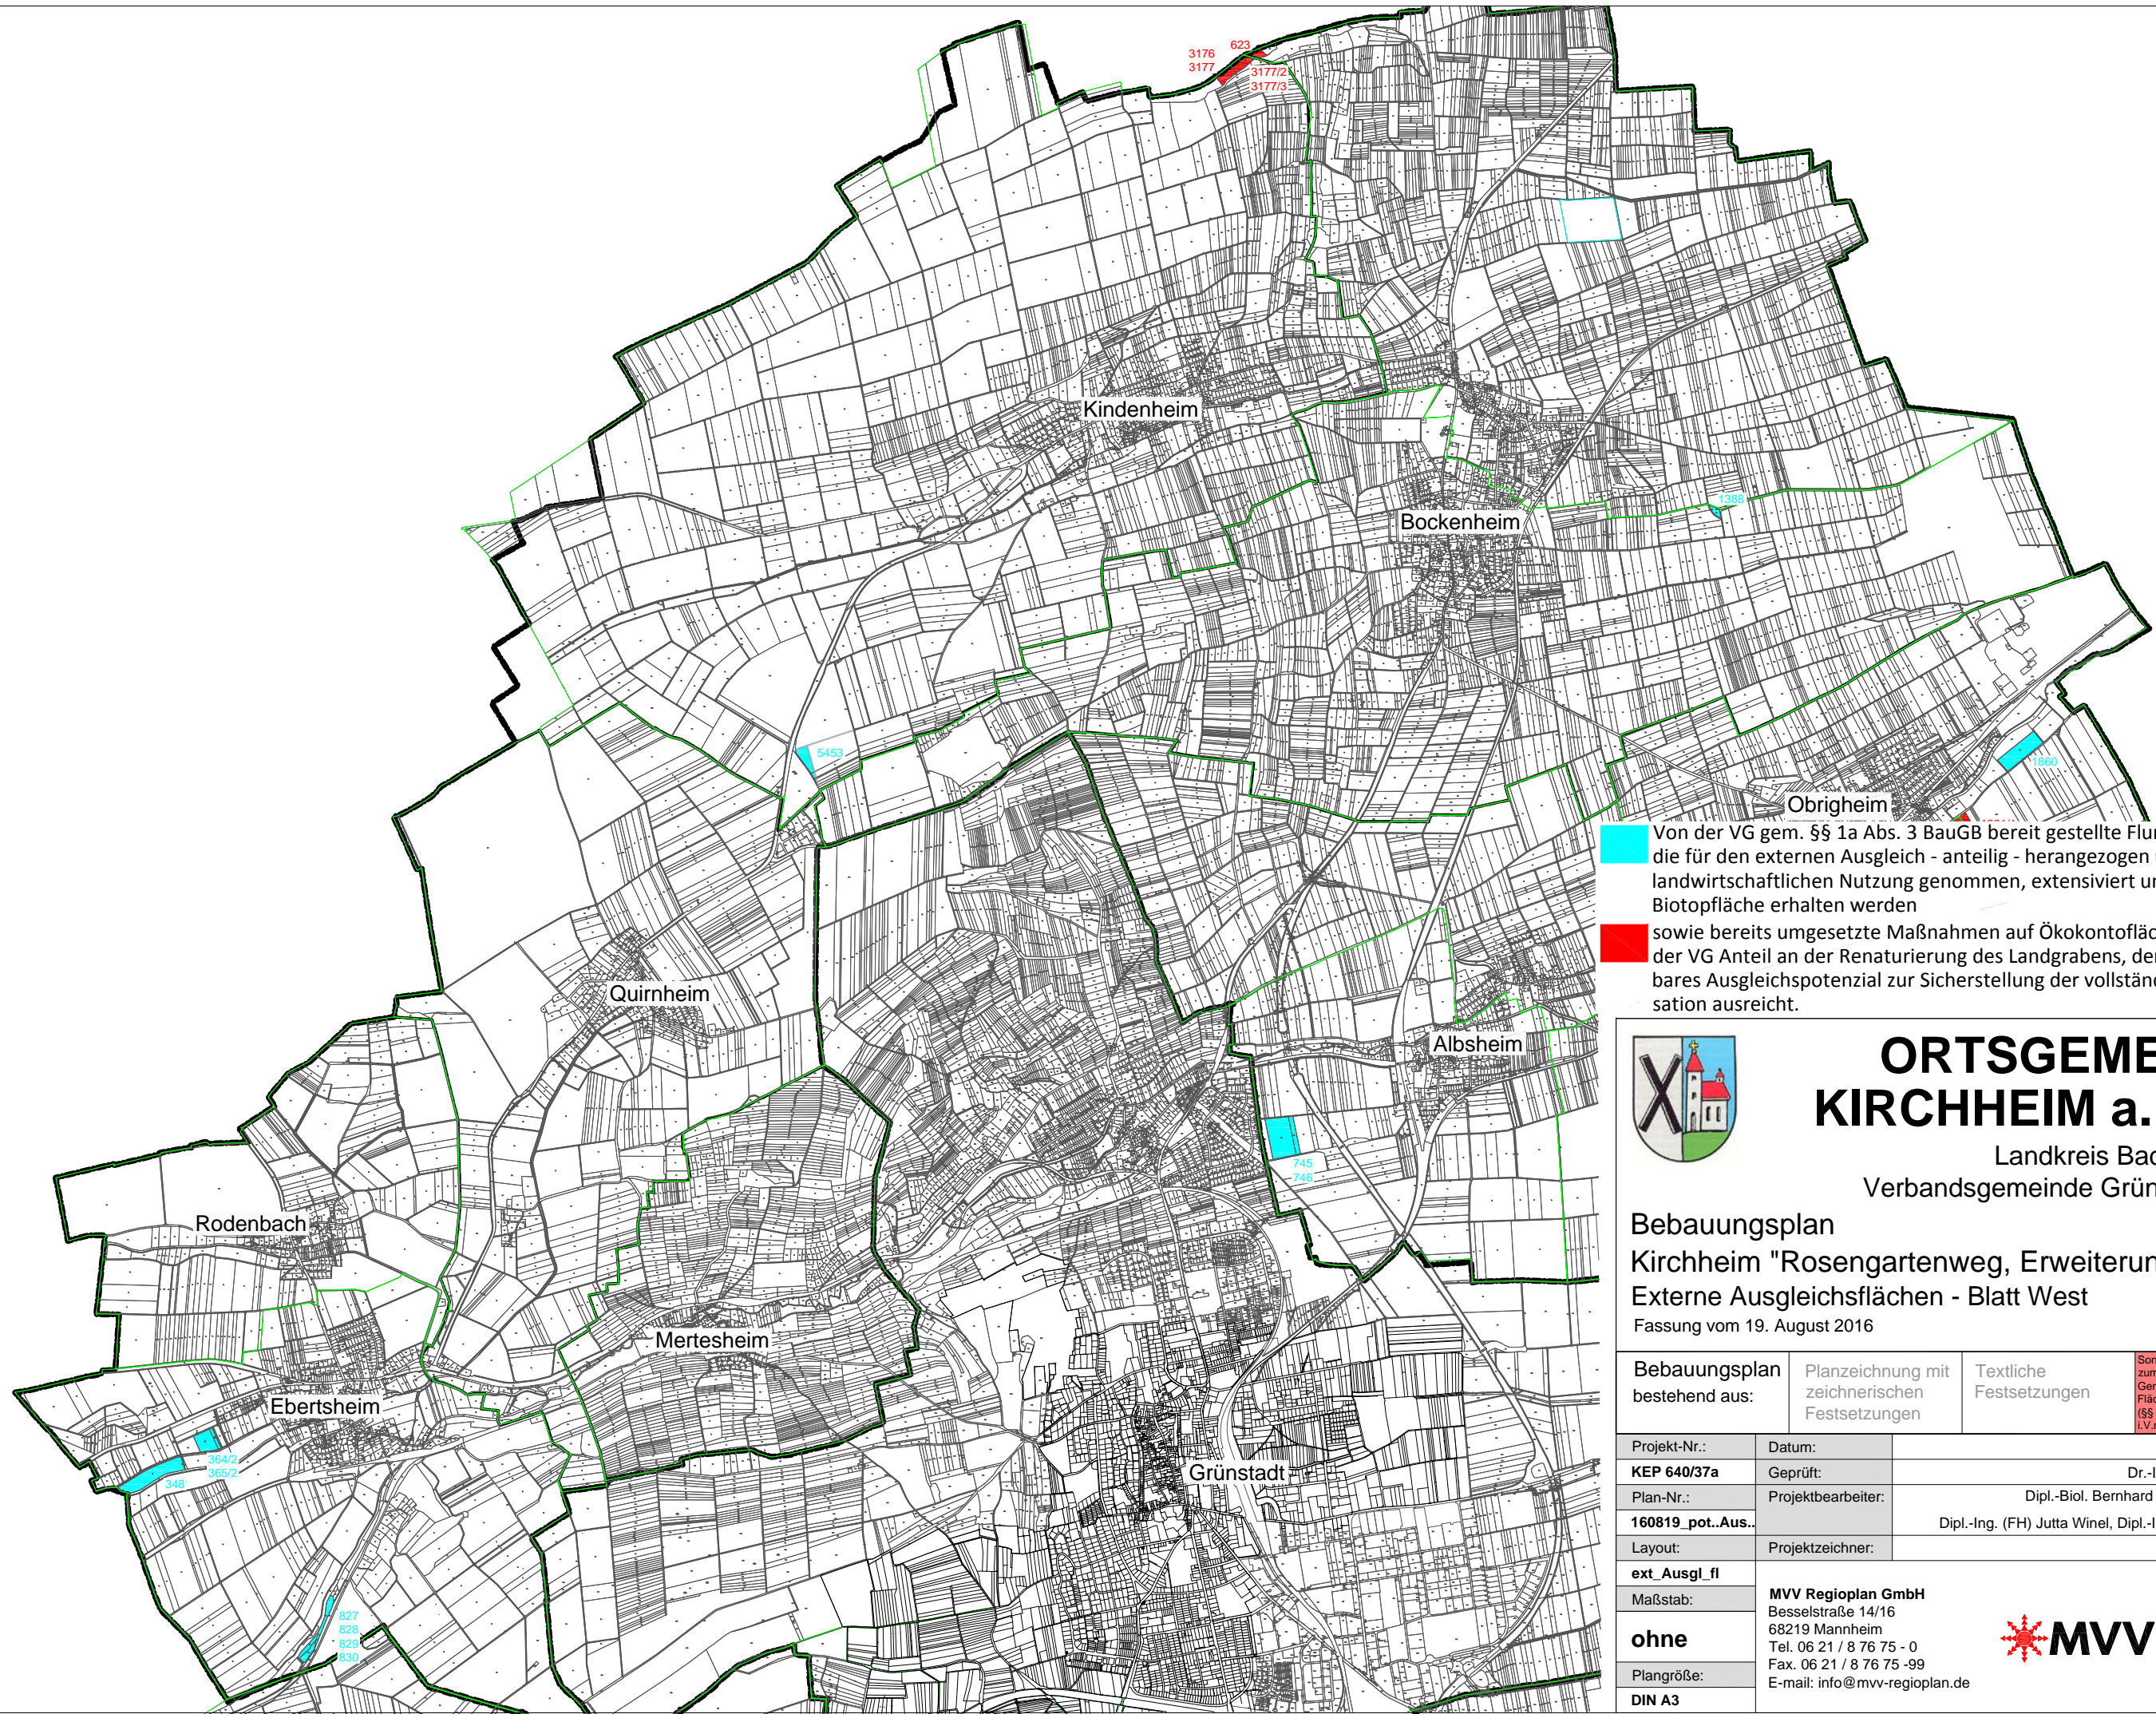 623
3176
3177
3177/2
3177/3
Kindenheim
1388
Bockenheim
5453
1860
Obrigheim
Von der VG gem. §§ 1a Abs. 3 BauGB bereit gestellte
die für den externen Ausgleich - anteilig - herangezogen
landwirtschaftlichen Nutzung genommen, extensiviert
Biotopfläche erhalten werden
sowie bereits umgesetzte Maßnahmen auf
der VG Anteil an der Renaturierung des Landgrabens,
bares Ausgleichspotenzial zur Sicherstellung der
sation ausreicht.
Quirnheim
Albsheim
745
746
Rodenbach
Mertesheim
Ebertsheim
364/2
365/2
348
Grünstadt
827
828
829
830
ORTSGEME
KIRCHHEIM a.
Landkreis Bad
Verbandsgemeinde Grün
Bebauungsplan
Kirchheim "Rosengartenweg, Erweiterun
Externe Ausgleichsflächen - Blatt West
Fassung vom 19. August 2016
Bebauungsplan
bestehend aus:
Planzeichnung mit
zeichnerischen
Festsetzungen
Textliche
Festsetzungen
Son
zum
Ger
Fläc
(§§
i.V.
Projekt-Nr.:
KEP 640/37a
Plan-Nr.:
160819_pot..Aus..
Layout:
ext_Ausgl_fl
Maßstab:
ohne
Plangröße:
DIN A3
Datum:
Geprüft:
Dr.-I
Projektbearbeiter:
Dipl.-Biol. Bernhard
Dipl.-Ing. (FH) Jutta Winel, Dipl.-I
Projektzeichner:
MVV Regioplan GmbH
Besselstraße 14/16
68219 Mannheim
Tel. 06 21 / 8 76 75 - 0
Fax. 06 21 / 8 76 75 -99
E-mail: info@mvv-regioplan.de
MVV